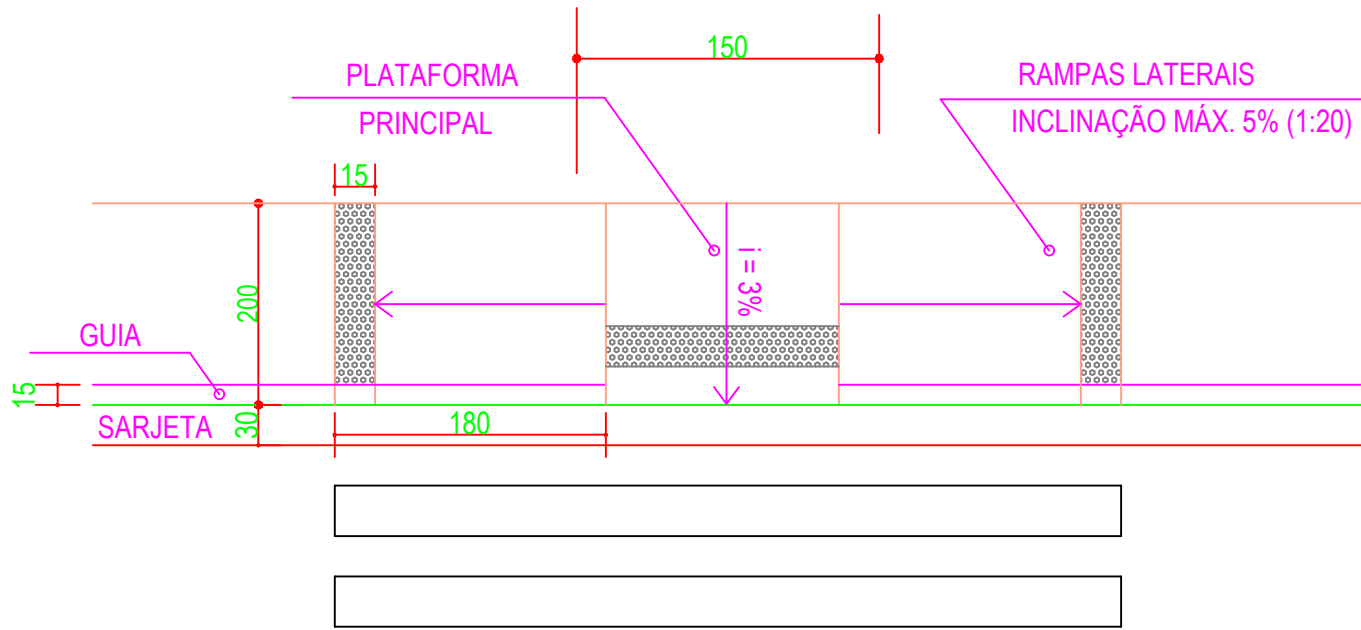 150
PLATAFORMA
PRINCIPAL
RAMPAS LATERAIS
INCLINAÇÃO MÁX. 5% (1:20)
15
200
i = 3%
GUIA
15
SARJETA
30
180